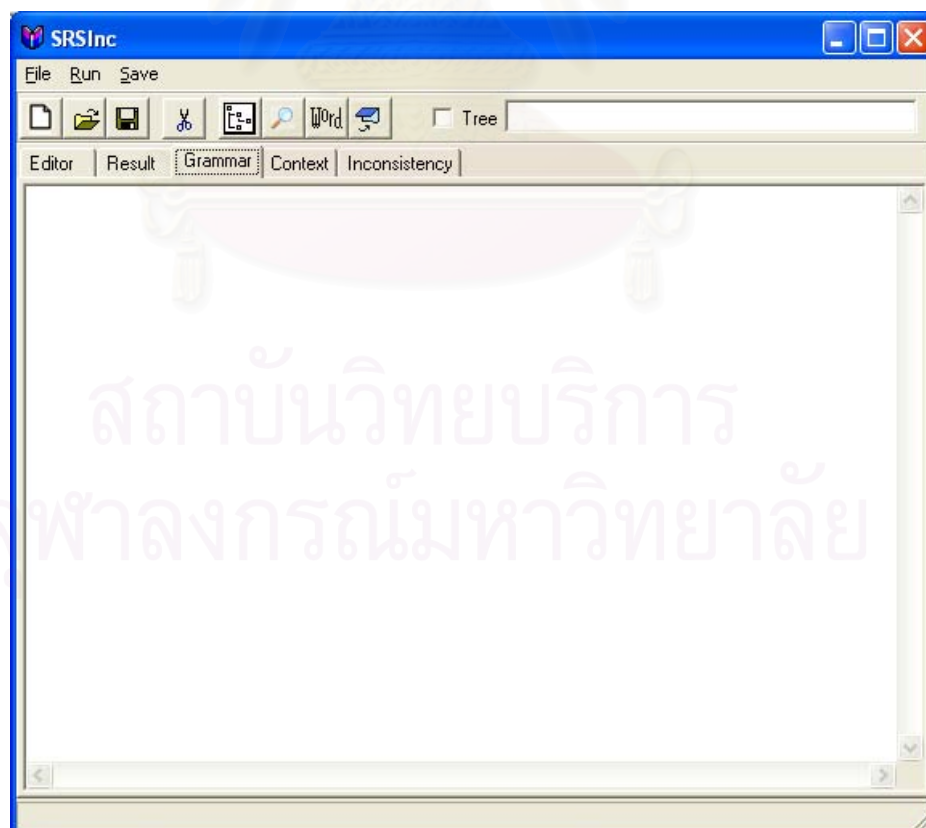 SRSInc
File Run Save
Word Tree
Editor Result Grammar Context Inconsistency
สถาบันวิทยบริการ
จุฬาลงกรณ์มหาวิทยาลัย